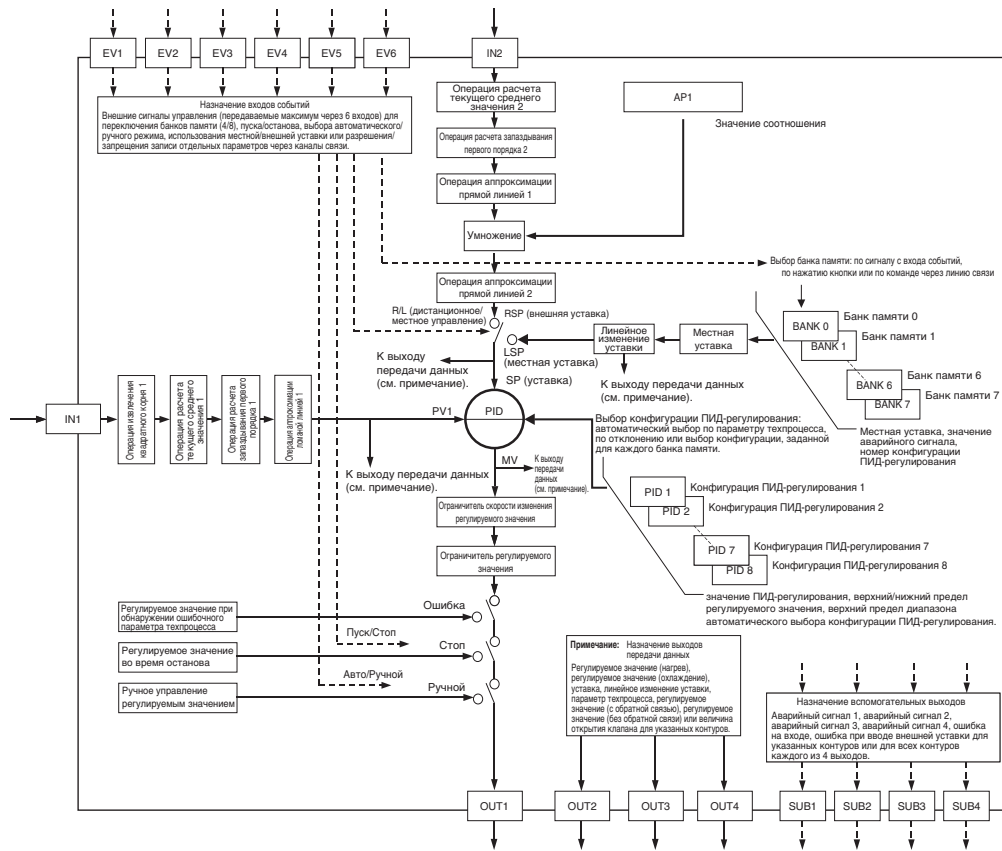 EV1 EV2 EV3 EV4 EV5 EV6 IN2
Назначение входов событий
Внешние сигналы управления (передаваемые максимум через 6 входов) для
переключения банков памяти (4/8), пуска/останова, выбора автоматического/
ручного режима, использования местной/внешней уставки или разрешения/
запрещения записи отдельных параметров через каналы связи.
Операция расчета
текущего среднего
значения 2
AP1
Значение соотношения
Операция расчета запаздывания
первого порядка 2
Операция аппроксимации
прямой линией 1
Умножение
Операция аппроксимации
прямой линией 2
Выбор банка памяти: по сигналу с входа событий,
по нажатию кнопки или по команде через линию связи
R/L (дистанционное/
местное управление)
RSP (внешняя уставка)
LSP
(местная уставка)
SP (уставка)
Линейное
изменение
уставки
Местная
уставка
BANK 0
Банк памяти 0
BANK 1
Банк памяти 1
BANK 6
Банк памяти 6
BANK 7
Банк памяти 7
Местная уставка, значение
аварийного сигнала,
номер конфигурации
ПИД-регулирования
К выходу
передачи данных
(см. примечание).
К выходу передачи данных
(см. примечание).
IN1
Операция извлечения
квадратного корня 1
Операция расчета
текущего среднего
значения 1
Операция расчета
запаздывания первого
порядка 1
Операция аппроксимации
ломаной линией 1
PV1
PID
MV
К выходу передачи данных
(см. примечание).
К выходу
передачи
данных
(см. примечание).
Выбор конфигурации ПИД-регулирования:
автоматический выбор по параметру техпроцесса,
по отклонению или выбор конфигурации, заданной
для каждого банка памяти.
PID 1
Конфигурация ПИД-регулирования 1
PID 2
Конфигурация ПИД-регулирования 2
PID 7
Конфигурация ПИД-регулирования 7
PID 8
Конфигурация ПИД-регулирования 8
значение ПИД-регулирования, верхний/нижний предел
регулируемого значения, верхний предел диапазона
автоматического выбора конфигурации ПИД-регулирования.
Ограничитель скорости изменения
регулируемого значения
Ограничитель регулируемого
значения
Регулируемое значение при
обнаружении ошибочного
параметра техпроцесса
Ошибка
Пуск/Стоп
Регулируемое значение
во время останова
Стоп
Авто/Ручной
Ручное управление
регулируемым значением
Ручной
Примечание: Назначение выходов
передачи данных
Регулируемое значение (нагрев),
регулируемое значение (охлаждение),
уставка, линейное изменение уставки,
параметр техпроцесса, регулируемое
значение (с обратной связью), регулируемое
значение (без обратной связи) или величина
открытия клапана для указанных контуров.
Назначение вспомогательных выходов
Аварийный сигнал 1, аварийный сигнал 2,
аварийный сигнал 3, аварийный сигнал 4, ошибка
на входе, ошибка при вводе внешней уставки для
указанных контуров или для всех контуров
каждого из 4 выходов.
OUT1 OUT2 OUT3 OUT4 SUB1 SUB2 SUB3 SUB4